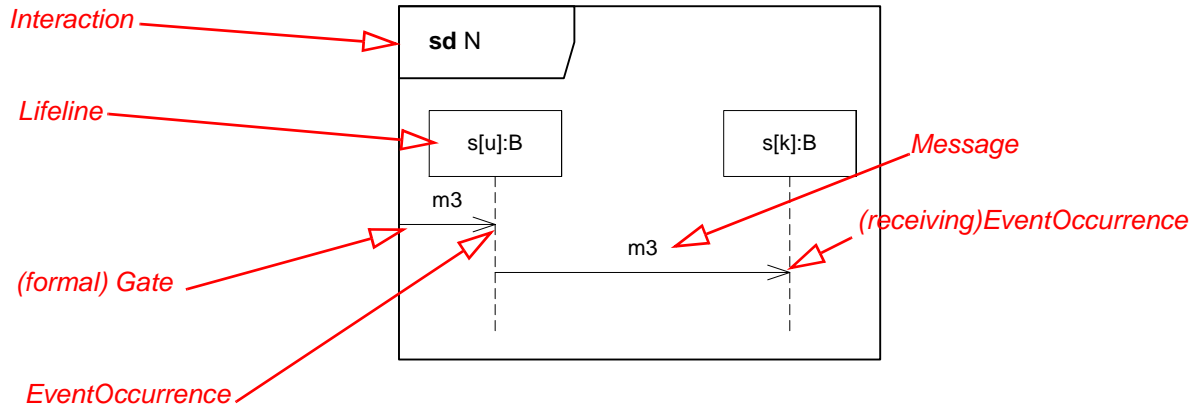 Interaction
sd N
Lifeline
s[u]:B
s[k]:B
Message
m3
(receiving)EventOccurrence
m3
(formal) Gate
EventOccurrence